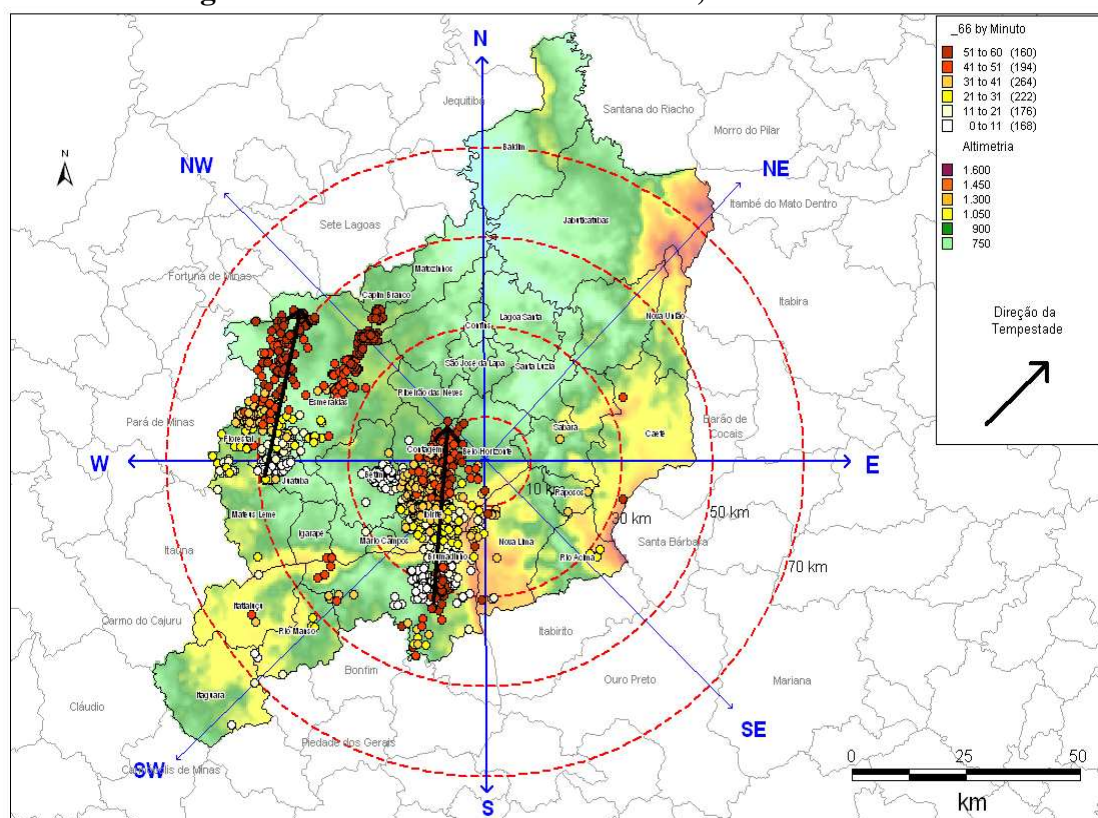 N
Jequitibá
Santana do Riacho
Morro do Pilar
Baldim
N
NW
NE
Itambé do Mato Dentro
Jaboticatubas
Sete Lagoas
Fortuna de Minas
Matozinhos
Capim Branco
Itabira
Lagoa Santa
Nova União
Confins
São José da Lapa
Santa Luzia
Esmeraldas
Ribeirão das Neves
Pará de Minas
Barão de
Cocais
Sabará
Caeté
Florestal
Contagem
Belo Horizonte
W
E
Juatuba
Betim
10 km
Raposos
Mateus Leme
Ibirité
30 km
50 km
Igarapé
Mário Campos
Nova Lima
Santa Bárbara
Itaúna
Brumadinho
Rio Acima
70 km
Itatiaiuçu
Carmo do Cajuru
Rio Manso
Itabirito
Bonfim
Ouro Preto
Mariana
Itaguara
Cláudio
SE
Piedade dos Gerais
SW
S
_66 by Minuto
51 to 60 (160)
41 to 51 (194)
31 to 41 (264)
21 to 31 (222)
11 to 21 (176)
0 to 11 (168)
Altimetria
1.600
1.450
1.300
1.050
900
750
Direção da
Tempestade
0 25 50
km